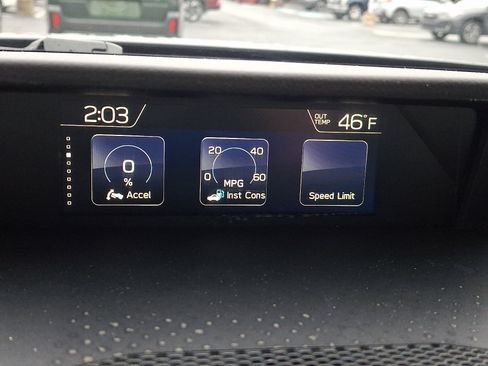 2:03
OUT
TEMP
46°F
0
%
Accel
20 40
0 60
MPG
Inst Cons
Speed Limit